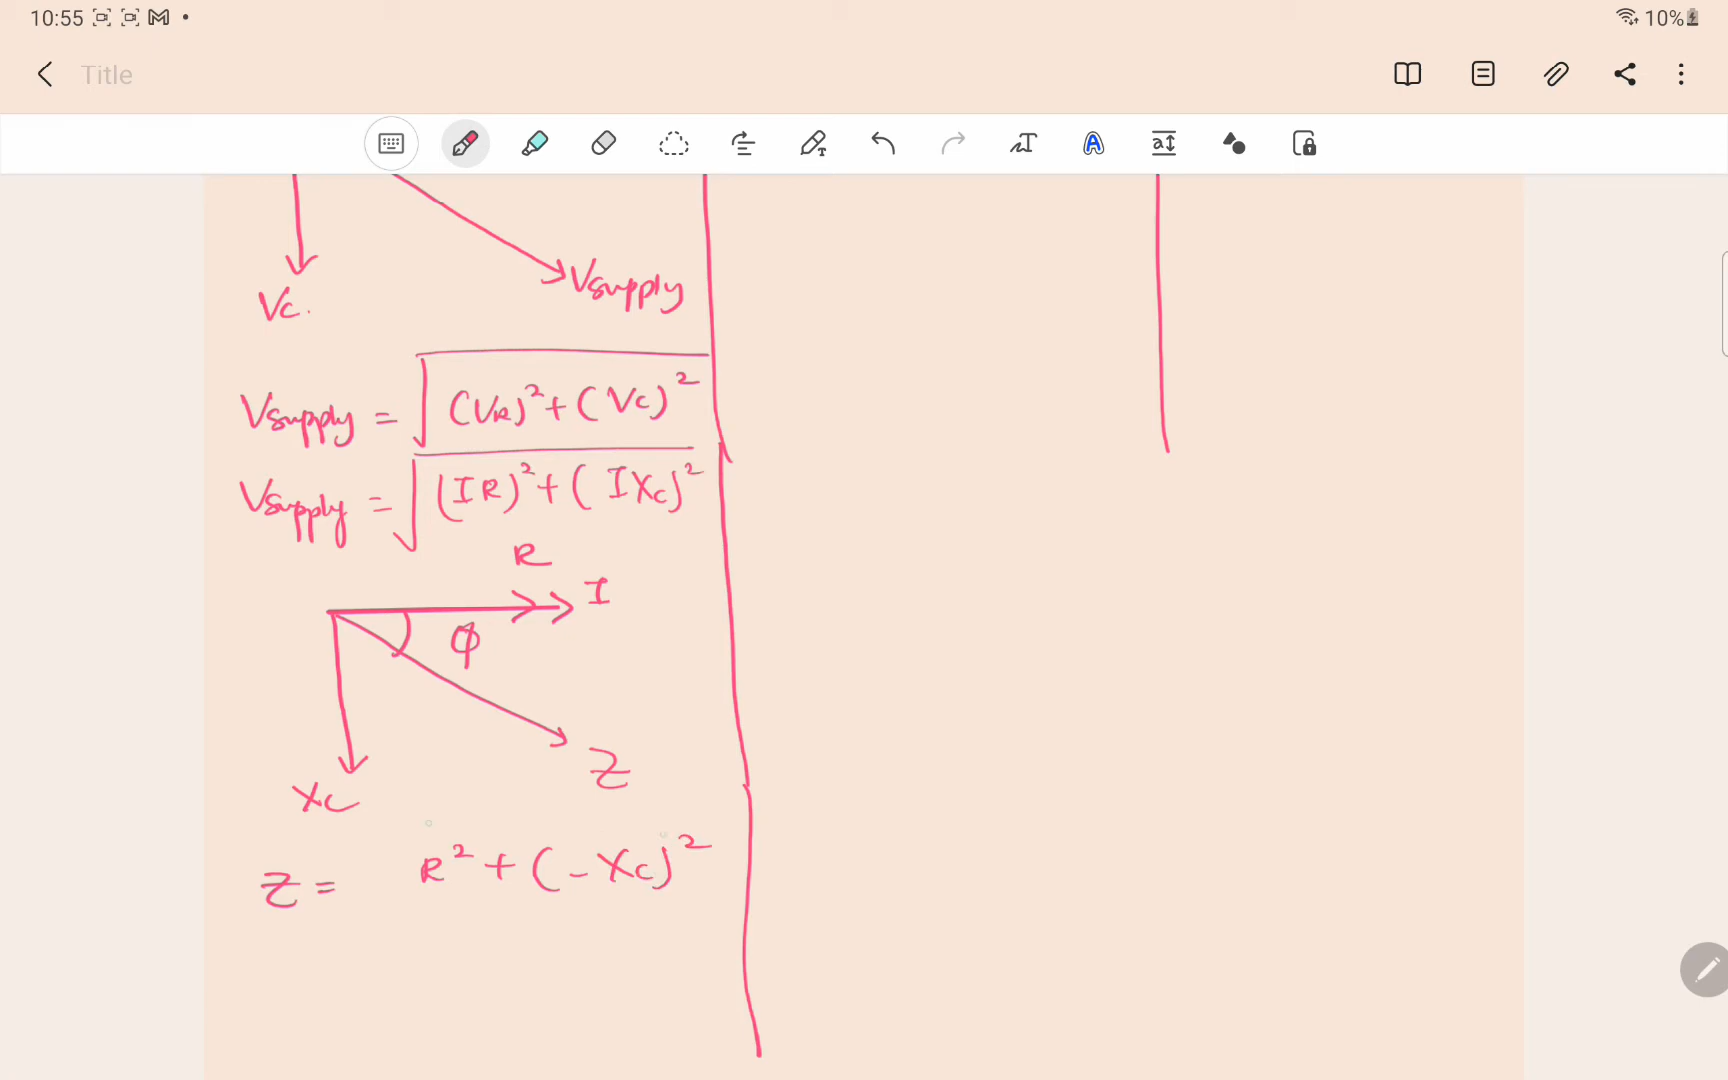 10:55
10%
Title
Vsupply
Vc.
Vsupply = √(VR)²+(Vc)²
Vsupply = √(IR)²+(IXc)²
R
I
φ
Z
Xc
Z = R²+(-Xc)²